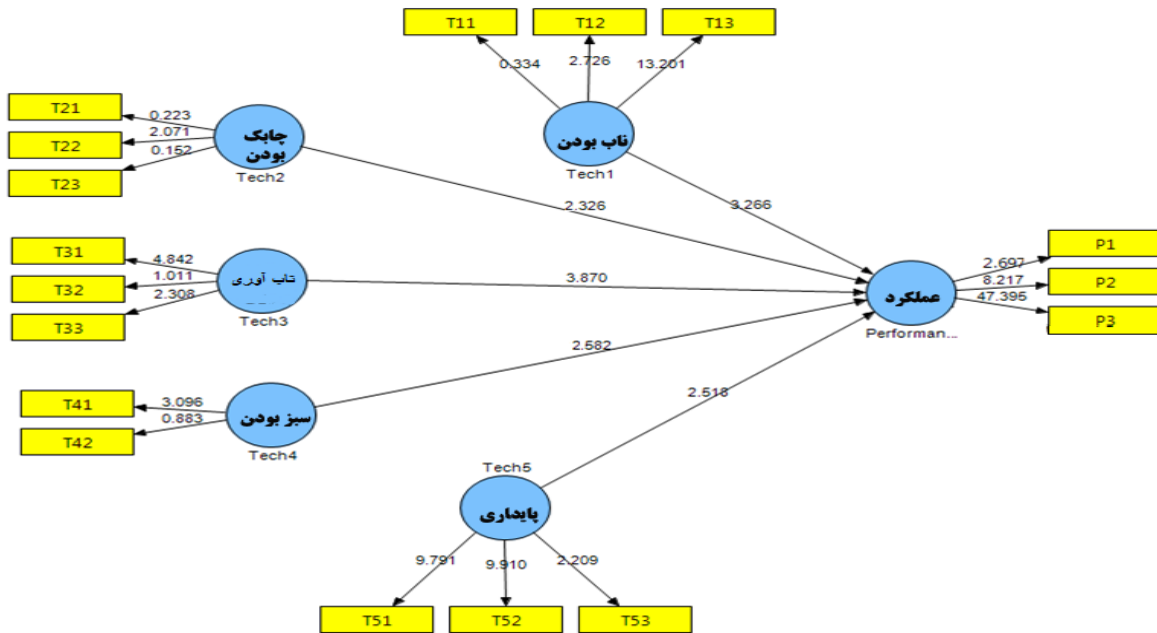 T11
T12
T13
0.334
2.726
13.201
ناب بودن
Tech1
3.266
T21
T22
T23
0.223
2.071
0.152
چابک
بودن
Tech2
2.326
T31
T32
T33
4.842
1.011
2.308
تاب آوری
Tech3
3.870
P1
P2
P3
2.697
8.217
47.395
عملکرد
Performan...
T41
T42
3.096
0.883
سبز بودن
Tech4
2.582
2.518
Tech5
پایداری
9.791
9.910
2.209
T51
T52
T53